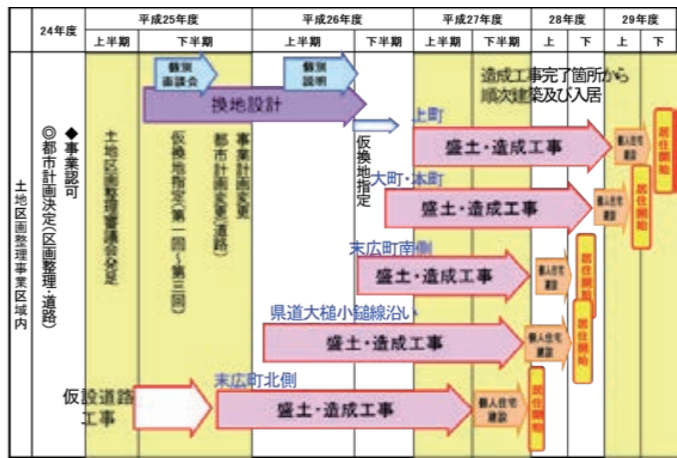 24年度
平成25年度
平成26年度
平成27年度
28年度
29年度
上半期
下半期
上半期
下半期
上半期
下半期
上
下
上
下
土地区画整理事業区域内
◎都市計画決定(区画整理・道路)
◆事業認可
土地区画整理審議会発足
個別
面談会
個別
説明
換地設計
仮換地指定(第一回～第三回)
都市計画変更(道路)
事業計画変更
仮換地指定
造成工事完了箇所から
順次建築及び入居
上町
盛土・造成工事
個人住宅
建設
居住開始
大町・本町
盛土・造成工事
個人住宅
建設
居住開始
末広町南側
盛土・造成工事
個人住宅
建設
居住開始
県道大槌小鎚線沿い
盛土・造成工事
個人住宅
建設
居住開始
仮設道路
工事
末広町北側
盛土・造成工事
個人住宅
建設
居住開始